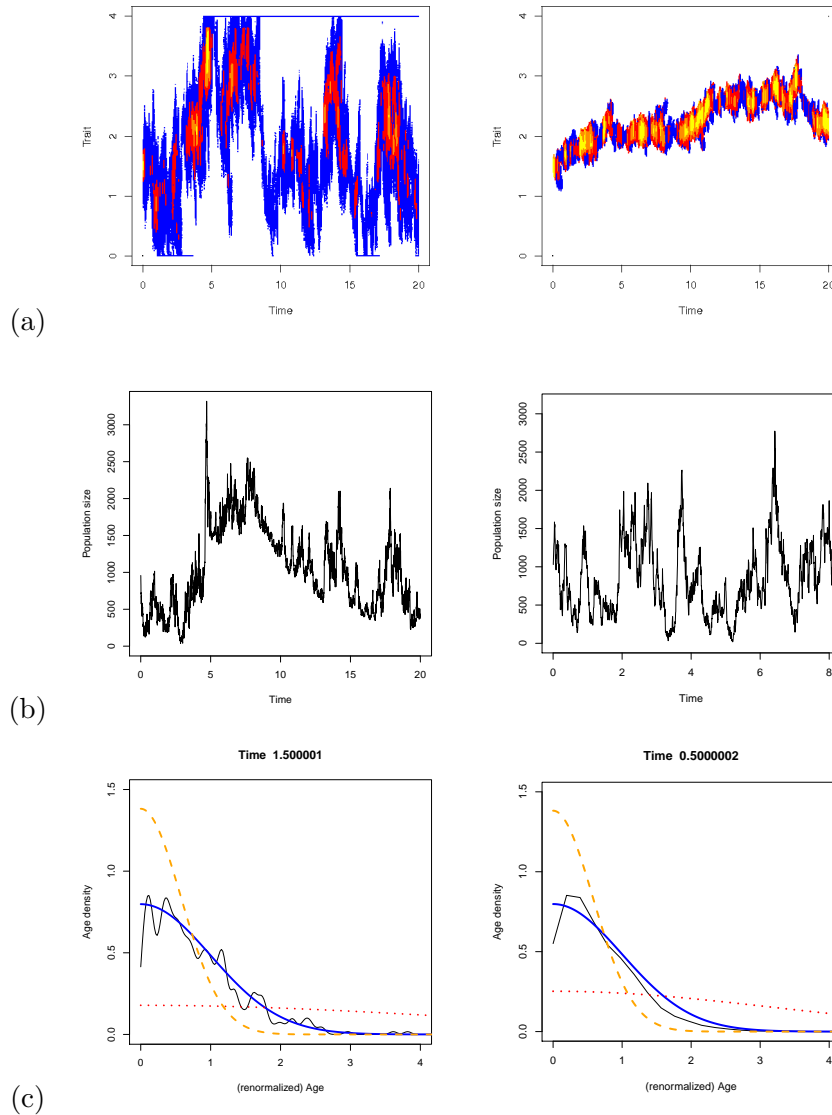 4
3
2
1
0
Trait
0 5 10 15 20
Time
4
3
2
1
0
Trait
0 5 10 15 20
Time
(a)
3000
2500
2000
1500
1000
500
0
Population size
0 5 10 15 20
Time
3000
2500
2000
1500
1000
500
0
Population size
0 2 4 6 8
Time
(b)
Time 1.500001
1.5
1.0
0.5
0.0
Age density
0 1 2 3 4
(renormalized) Age
Time 0.5000002
1.5
1.0
0.5
0.0
Age density
0 1 2 3 4
(renormalized) Age
(c)